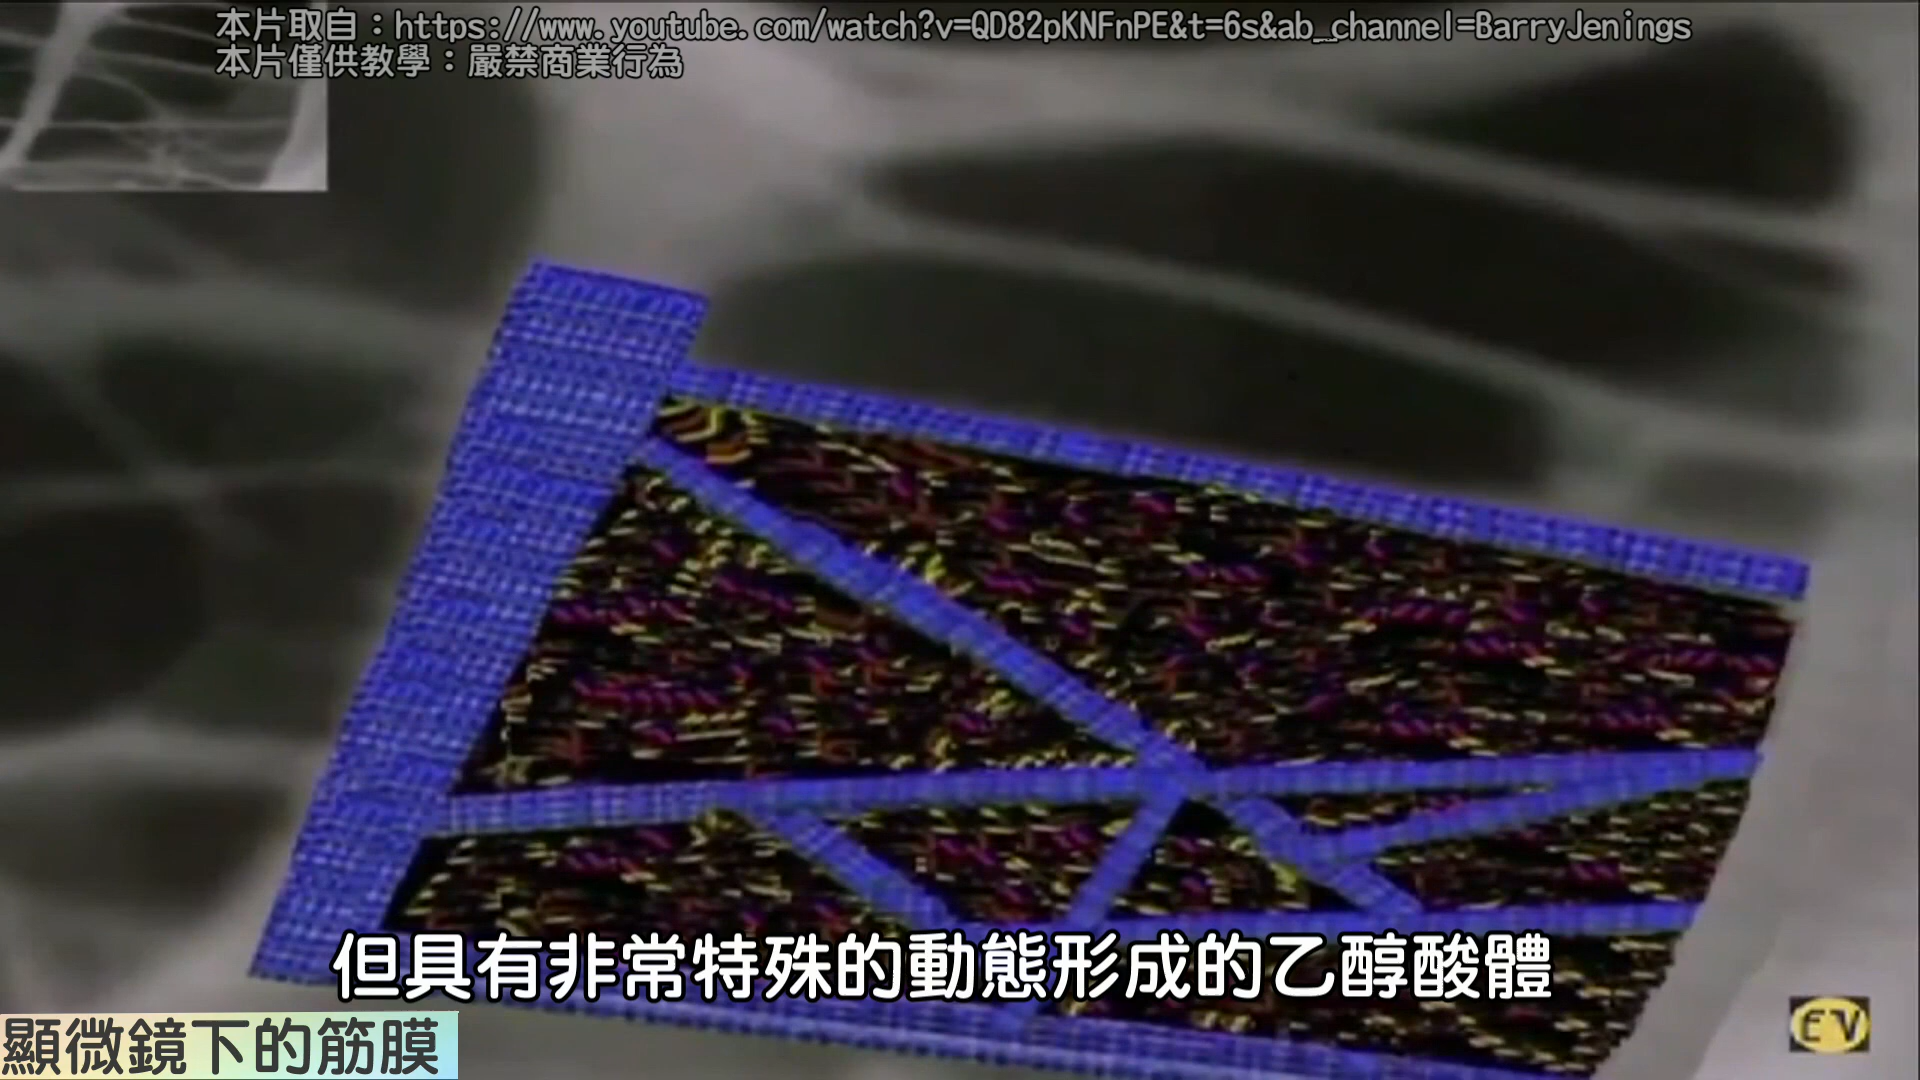 本片取自：https://www.youtube.com/watch?v=QD82pKNFnPE&t=6s&ab_channel=BarryJenings
本片僅供教學：嚴禁商業行為
但具有非常特殊的動態形成的乙醇酸體
顯微鏡下的筋膜
EV